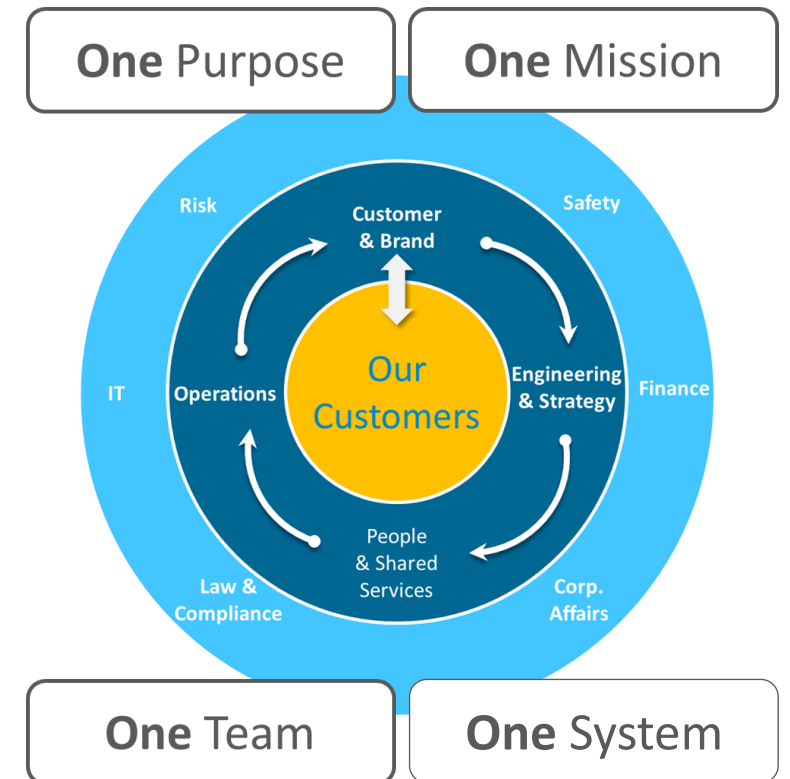 One Purpose
One Mission
Risk
Safety
Customer
& Brand
Our
Customers
Engineering
& Strategy
Operations
IT
Finance
People
& Shared
Services
Law &
Compliance
Corp.
Affairs
One Team
One System